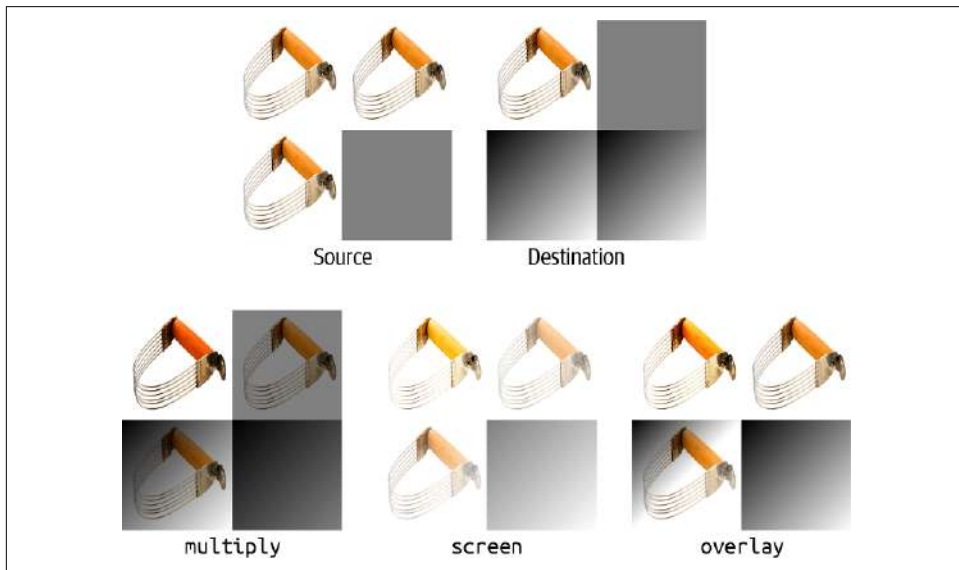 Source
Destination
multiply
screen
overlay